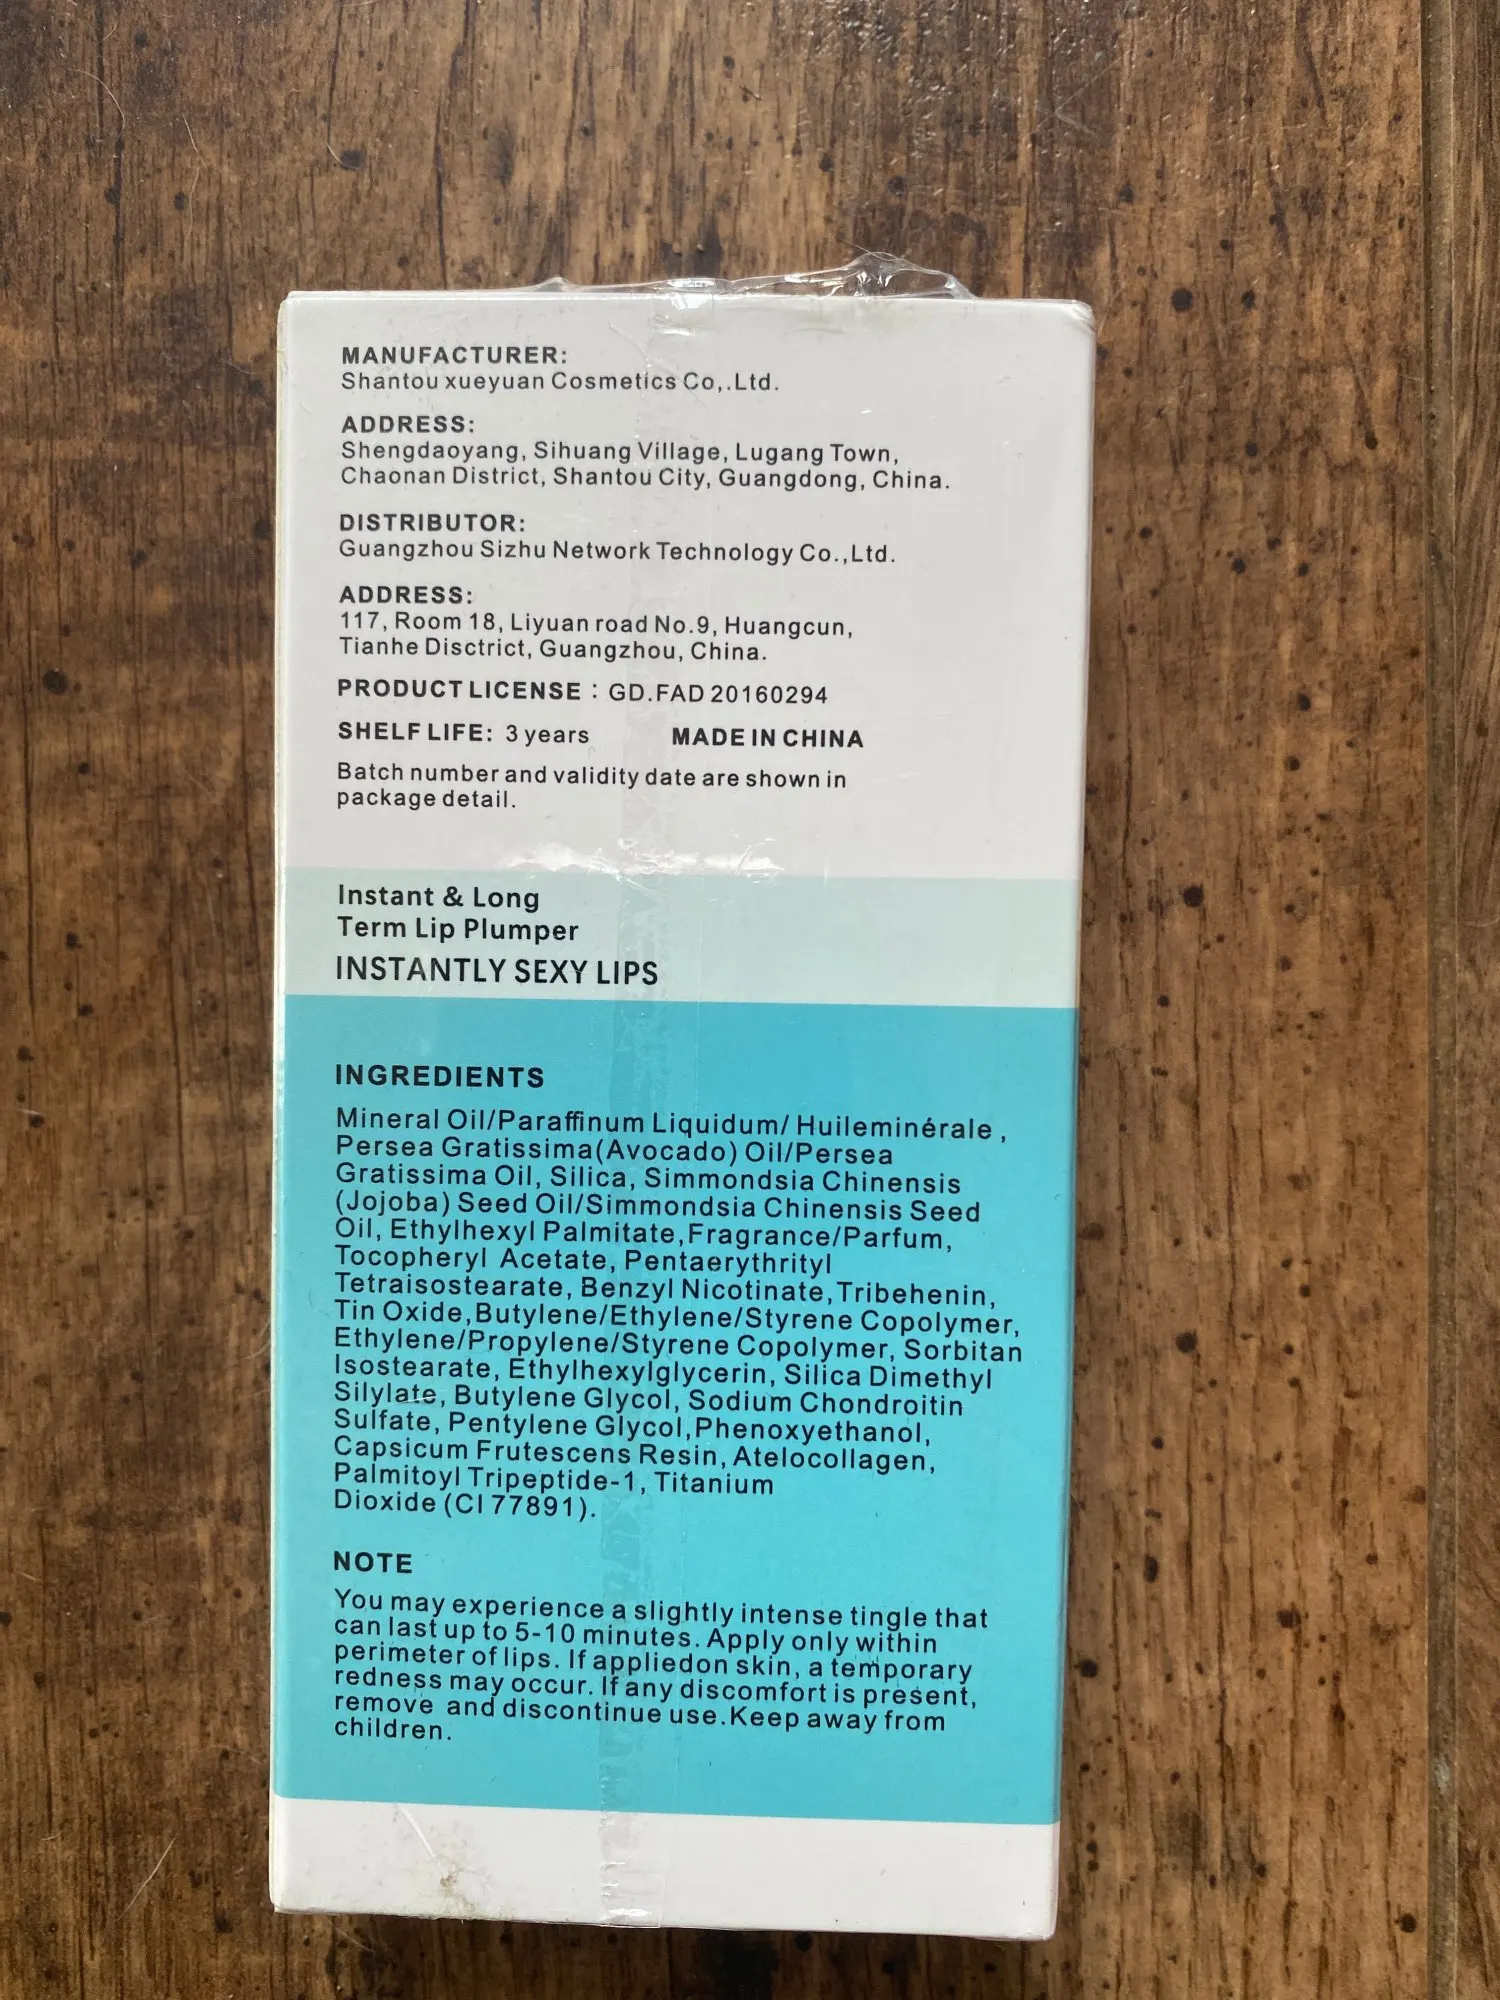 MANUFACTURER:
Shantou xueyuan Cosmetics Co,.Ltd.
ADDRESS:
Shengdaoyang, Sihuang Village, Lugang Town,
Chaonan District, Shantou City, Guangdong, China.
DISTRIBUTOR:
Guangzhou Sizhu Network Technology Co.,Ltd.
ADDRESS:
117, Room 18, Liyuan road No.9, Huangcun,
Tianhe Disctrict, Guangzhou, China.
PRODUCT LICENSE : GD.FAD 20160294
SHELF LIFE: 3 years MADE IN CHINA
Batch number and validity date are shown in
package detail.
Instant & Long
Term Lip Plumper
INSTANTLY SEXY LIPS
INGREDIENTS
Mineral Oil/Paraffinum Liquidum/ Huileminérale ,
Persea Gratissima(Avocado) Oil/Persea
Gratissima Oil, Silica, Simmondsia Chinensis
(Jojoba) Seed Oil/Simmondsia Chinensis Seed
Oil, Ethylhexyl Palmitate,Fragrance/Parfum,
Tocopheryl Acetate, Pentaerythrityl
Tetraisostearate, Benzyl Nicotinate,Tribehenin,
Tin Oxide,Butylene/Ethylene/Styrene Copolymer,
Ethylene/Propylene/Styrene Copolymer, Sorbitan
Isostearate, Ethylhexylglycerin, Silica Dimethyl
Silylate, Butylene Glycol, Sodium Chondroitin
Sulfate, Pentylene Glycol,Phenoxyethanol,
Capsicum Frutescens Resin, Atelocollagen,
Palmitoyl Tripeptide-1, Titanium
Dioxide (CI 77891).
NOTE
You may experience a slightly intense tingle that
can last up to 5-10 minutes. Apply only within
perimeter of lips. If appliedon skin, a temporary
redness may occur. If any discomfort is present,
remove and discontinue use.Keep away from
children.